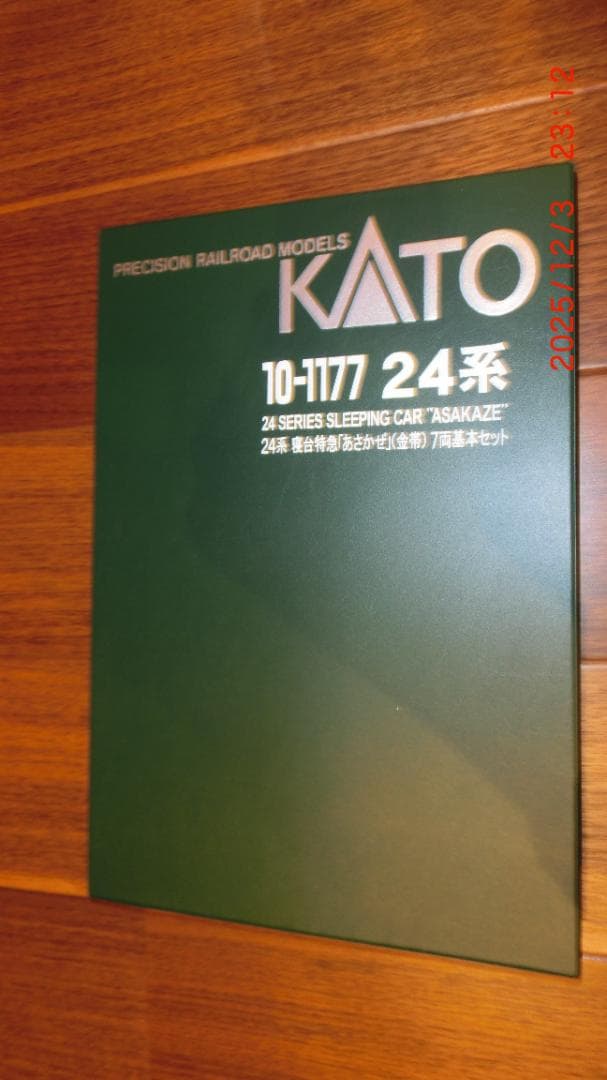 PRECISION RAILROAD MODELS
KATO
10-1177 24系
24 SERIES SLEEPING CAR "ASAKAZE"
24系 寝台特急「あさかぜ」(金帯) 7両基本セット
2025/12/3 23:12